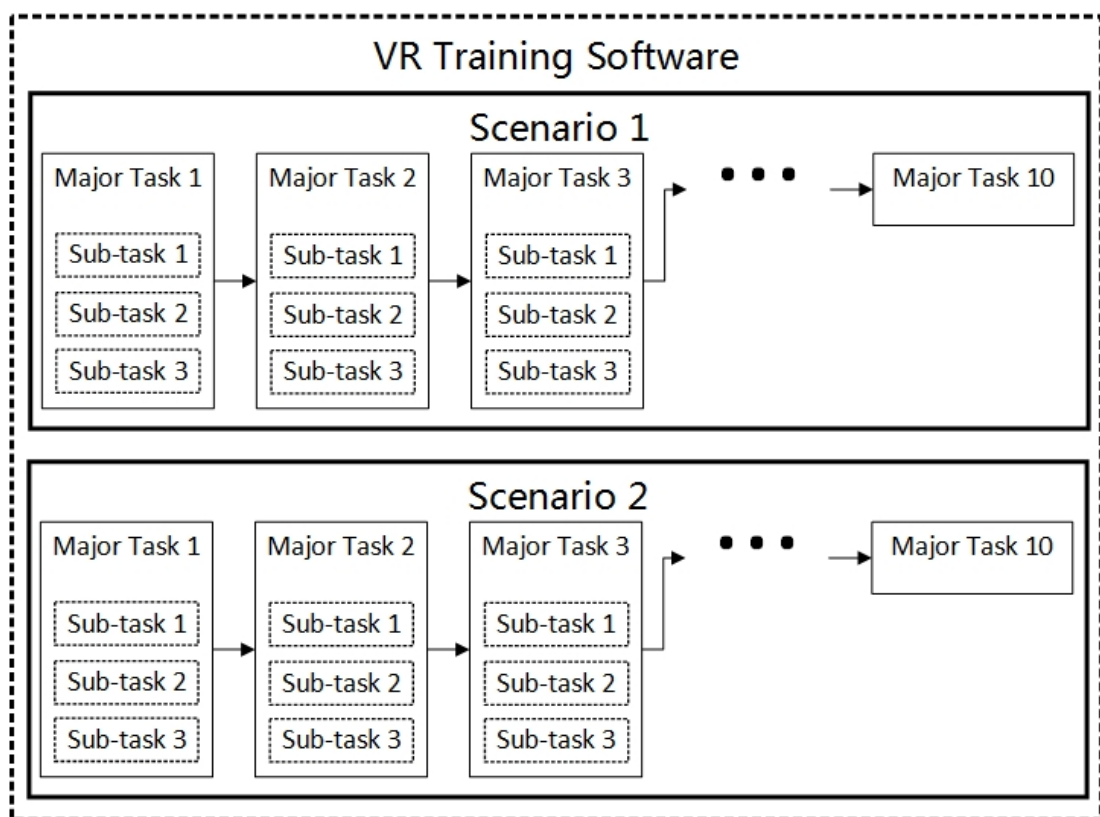 VR Training Software
Scenario 1
Major Task 1
Sub-task 1
Sub-task 2
Sub-task 3
Major Task 2
Sub-task 1
Sub-task 2
Sub-task 3
Major Task 3
Sub-task 1
Sub-task 2
Sub-task 3
...
Major Task 10
Scenario 2
Major Task 1
Sub-task 1
Sub-task 2
Sub-task 3
Major Task 2
Sub-task 1
Sub-task 2
Sub-task 3
Major Task 3
Sub-task 1
Sub-task 2
Sub-task 3
...
Major Task 10